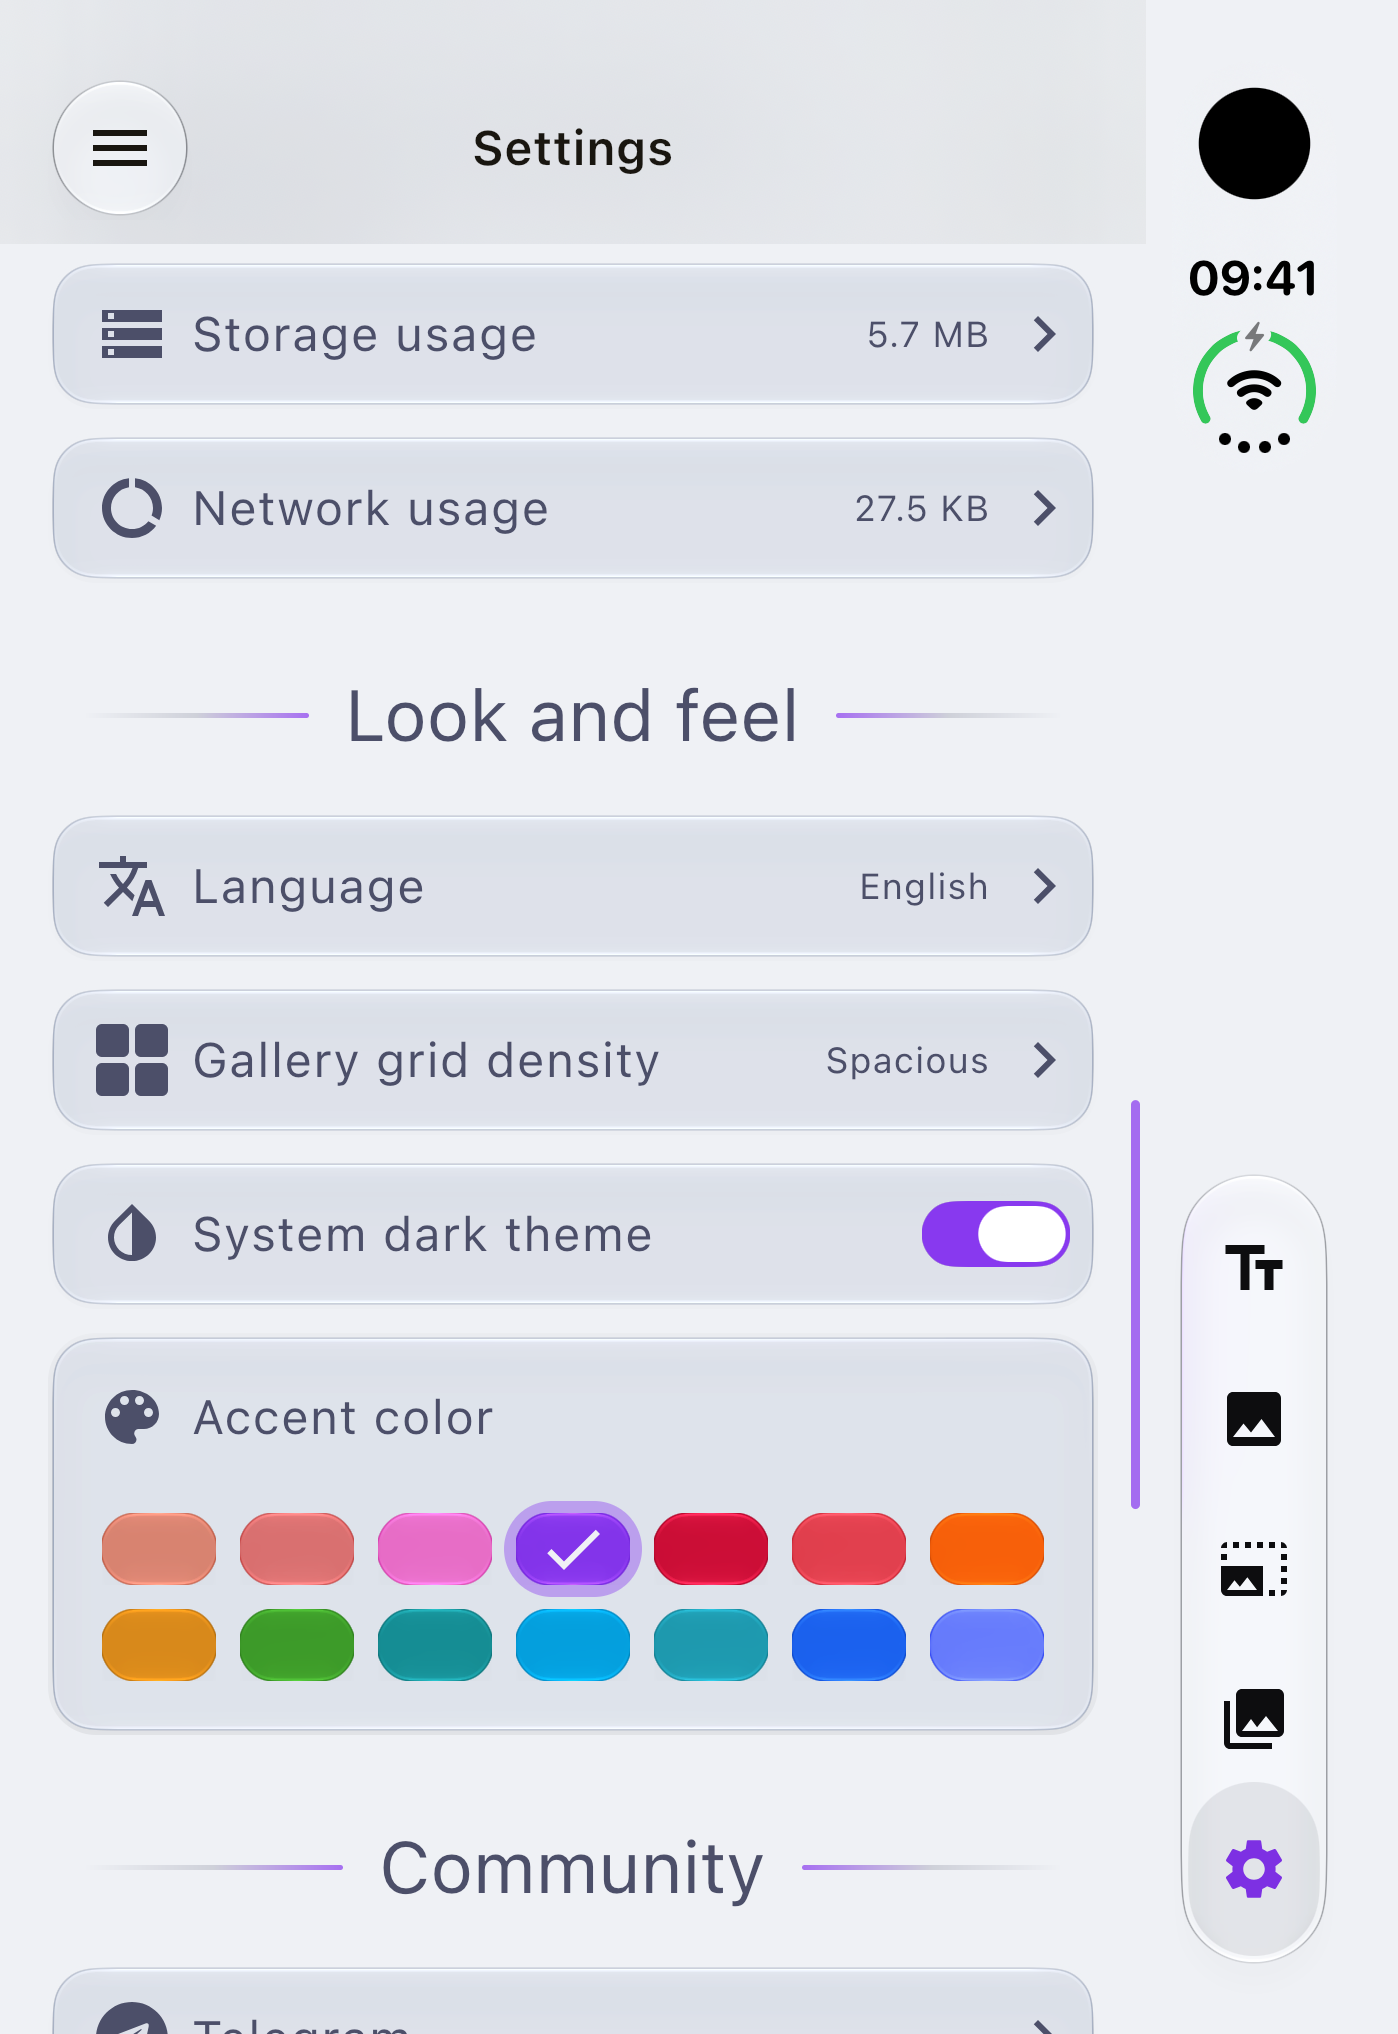 Settings
09:41
Storage usage 5.7 MB
Network usage 27.5 KB
Look and feel
Language English
Gallery grid density Spacious
System dark theme
Accent color
Community
Telegram